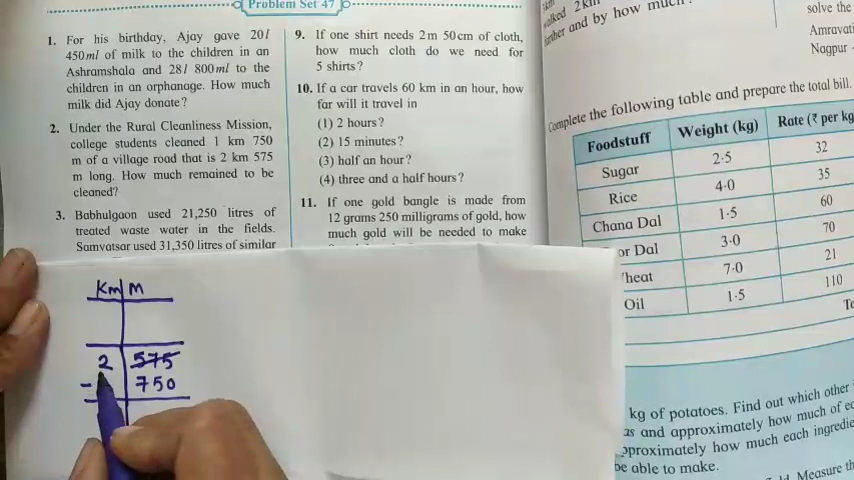 Problem Set 47
1. For his birthday, Ajay gave 20l
450ml of milk to the children in an
Ashramshala and 28l 800ml to the
children in an orphanage. How much
milk did Ajay donate?
2. Under the Rural Cleanliness Mission,
college students cleaned 1 km 750
m of a village road that is 2 km 575
m long. How much remained to be
cleaned?
3. Babhulgaon used 21,250 litres of
treated waste water in the fields.
Samvatsar used 31,350 litres of similar
9. If one shirt needs 2m 50cm of cloth,
how much cloth do we need for
5 shirts?
10. If a car travels 60 km in an hour, how
far will it travel in
(1) 2 hours?
(2) 15 minutes?
(3) half an hour?
(4) three and a half hours?
11. If one gold bangle is made from
12 grams 250 milligrams of gold, how
much gold will be needed to make
walked 2km
and by how much
solve the
Amravati
Nagpur
Complete the following table and prepare the total bill.
Foodstuff Weight (kg) Rate (₹ per kg
Sugar 2·5 32
Rice 4·0 35
Chana Dal 1·5 60
or Dal 3·0 70
heat 7·0 21
Oil 1·5 110
kg of potatoes. Find out which other
as and approximately how much of
pproximately how much each
be able to make.
Measure
Km M
2 575
- 750